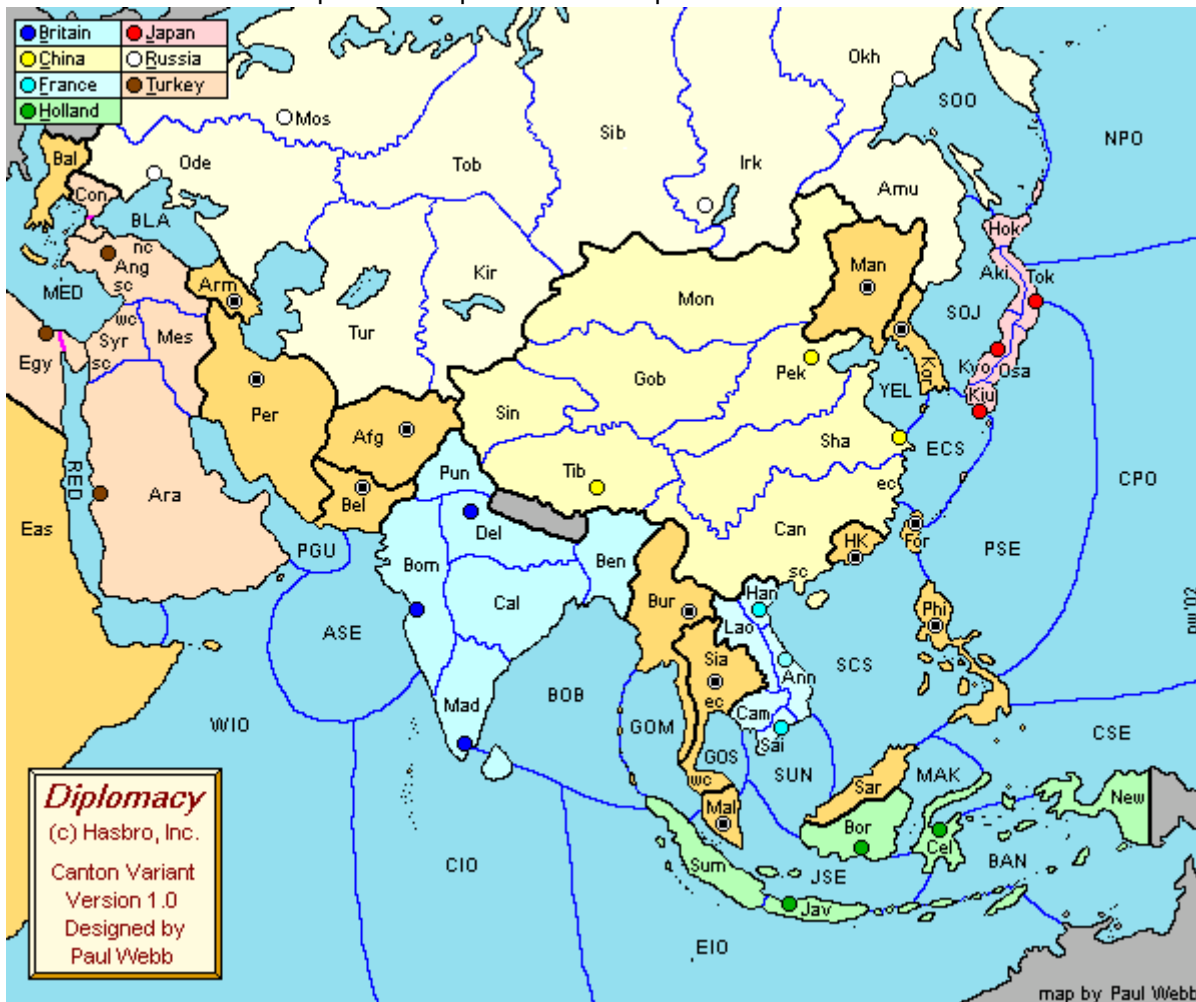 Britain
Japan
China
Russia
France
Turkey
Holland
Okh
SOO
NPO
Mos
Sib
Bal
Ode
Tob
Irk
Amu
Con
BLA
Hok
nc
Ang
sc
Kir
Man
Aki
Tok
MED
Arm
Mon
SOJ
wc
Tur
Syr
Mes
Egy
sc
Gob
Pek
Kyo
Osa
Kor
YEL
Kiu
Per
Sin
Afg
Sha
ECS
Pun
Tib
RED
Ara
Bel
ec
CPO
Eas
Del
Can
HK
For
PGU
Bom
Ben
PSE
sc
Han
Cal
Bur
Lao
Phi
ASE
SCS
Sia
Ann
Mad
BOB
ec
WIO
GOM
Cam
CSE
Sai
GOS
SUN
MAK
wc
Sar
New
Mal
Bor
Cel
CIO
Sum
JSE
BAN
Jav
EIO
Diplomacy
(c) Hasbro, Inc.
Canton Variant
Version 1.0
Designed by
Paul Webb
map by Paul Webb